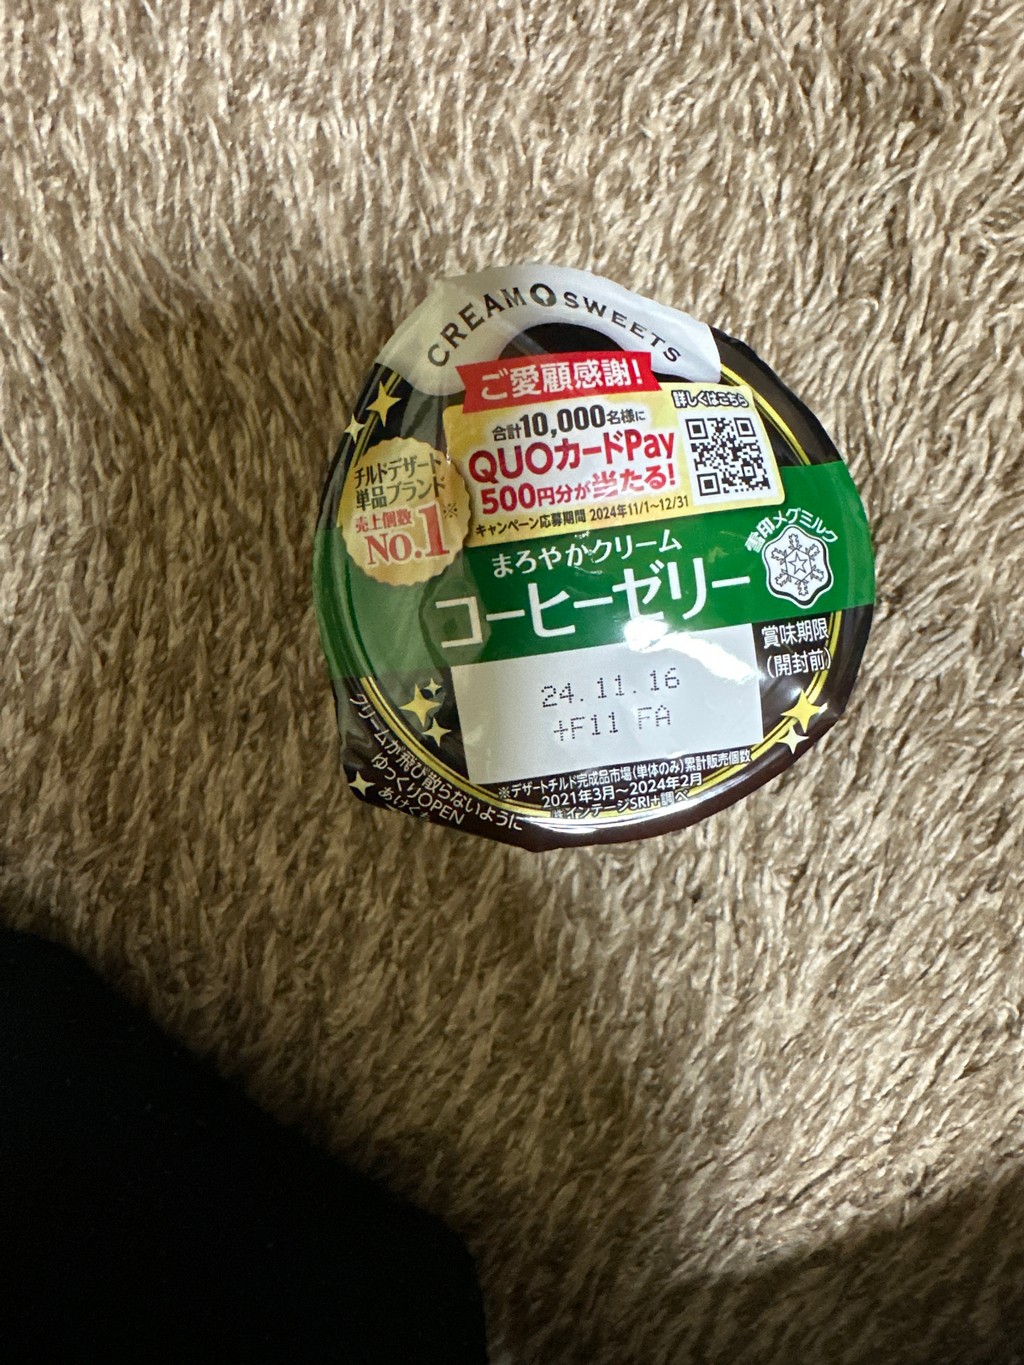 CREAM SWEETS
ご愛顧感謝!
詳しくはこちら
合計10,000名様に
QUOカードPay
500円分が当たる!
キャンペーン応募期間 2024年11/1~12/31
チルドデザート
単品ブランド
売上個数※
No.1
雪印メグミルク
まろやかクリーム
コーヒーゼリー
賞味期限
(開封前)
24.11.16
+F11 FA
※デザートチルド完成品市場(単体のみ)累計販売個数
2021年3月~2024年2月
インテージSRI+調べ
クリームが飛び散らないように
ゆっくりOPEN
あけ